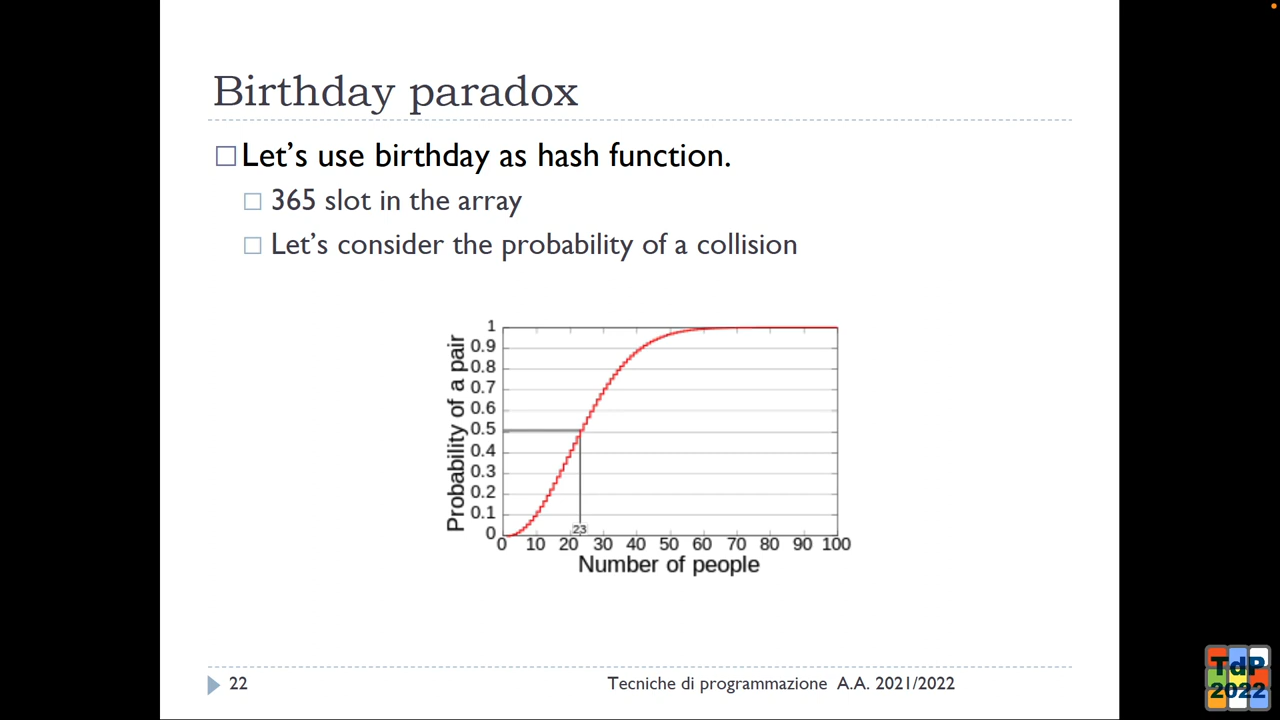 Birthday paradox
Let's use birthday as hash function.
365 slot in the array
Let's consider the probability of a collision
1
0.9
0.8
0.7
0.6
0.5
0.4
0.3
0.2
0.1
0
Probability of a pair
23
0 10 20 30 40 50 60 70 80 90 100
Number of people
22
Tecniche di programmazione A.A. 2021/2022
TdP
2022